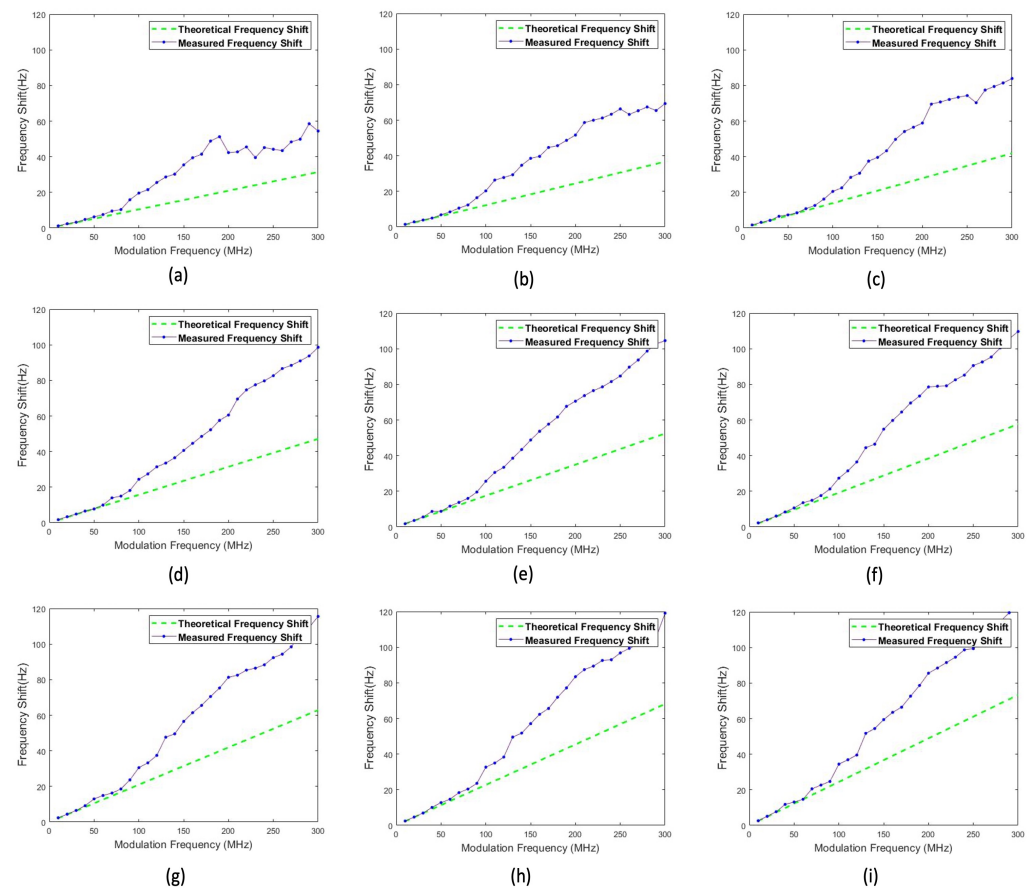 120
Theoretical Frequency Shift
Measured Frequency Shift
100
80
60
40
20
0
Frequency Shift(Hz)
0 50 100 150 200 250 300
Modulation Frequency (MHz)
(a)
120
Theoretical Frequency Shift
Measured Frequency Shift
100
80
60
40
20
0
Frequency Shift(Hz)
0 50 100 150 200 250 300
Modulation Frequency (MHz)
(b)
120
Theoretical Frequency Shift
Measured Frequency Shift
100
80
60
40
20
0
Frequency Shift(Hz)
0 50 100 150 200 250 300
Modulation Frequency (MHz)
(c)
120
Theoretical Frequency Shift
Measured Frequency Shift
100
80
60
40
20
0
Frequency Shift(Hz)
0 50 100 150 200 250 300
Modulation Frequency (MHz)
(d)
120
Theoretical Frequency Shift
Measured Frequency Shift
100
80
60
40
20
0
Frequency Shift(Hz)
0 50 100 150 200 250 300
Modulation Frequency (MHz)
(e)
120
Theoretical Frequency Shift
Measured Frequency Shift
100
80
60
40
20
0
Frequency Shift(Hz)
0 50 100 150 200 250 300
Modulation Frequency (MHz)
(f)
120
Theoretical Frequency Shift
Measured Frequency Shift
100
80
60
40
20
0
Frequency Shift(Hz)
0 50 100 150 200 250 300
Modulation Frequency (MHz)
(g)
120
Theoretical Frequency Shift
Measured Frequency Shift
100
80
60
40
20
0
Frequency Shift(Hz)
0 50 100 150 200 250 300
Modulation Frequency (MHz)
(h)
120
Theoretical Frequency Shift
Measured Frequency Shift
100
80
60
40
20
0
Frequency Shift(Hz)
0 50 100 150 200 250 300
Modulation Frequency (MHz)
(i)